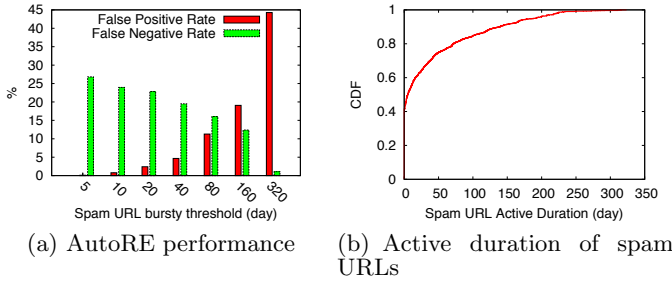 False Positive Rate
False Negative Rate
45
40
35
30
25
20
15
10
5
0
%
5 10 20 40 80 160 320
Spam URL bursty threshold (day)
(a) AutoRE performance
1
0.8
0.6
0.4
0.2
0
CDF
0 50 100 150 200 250 300 350
Spam URL Active Duration (day)
(b) Active duration of spam
URLs